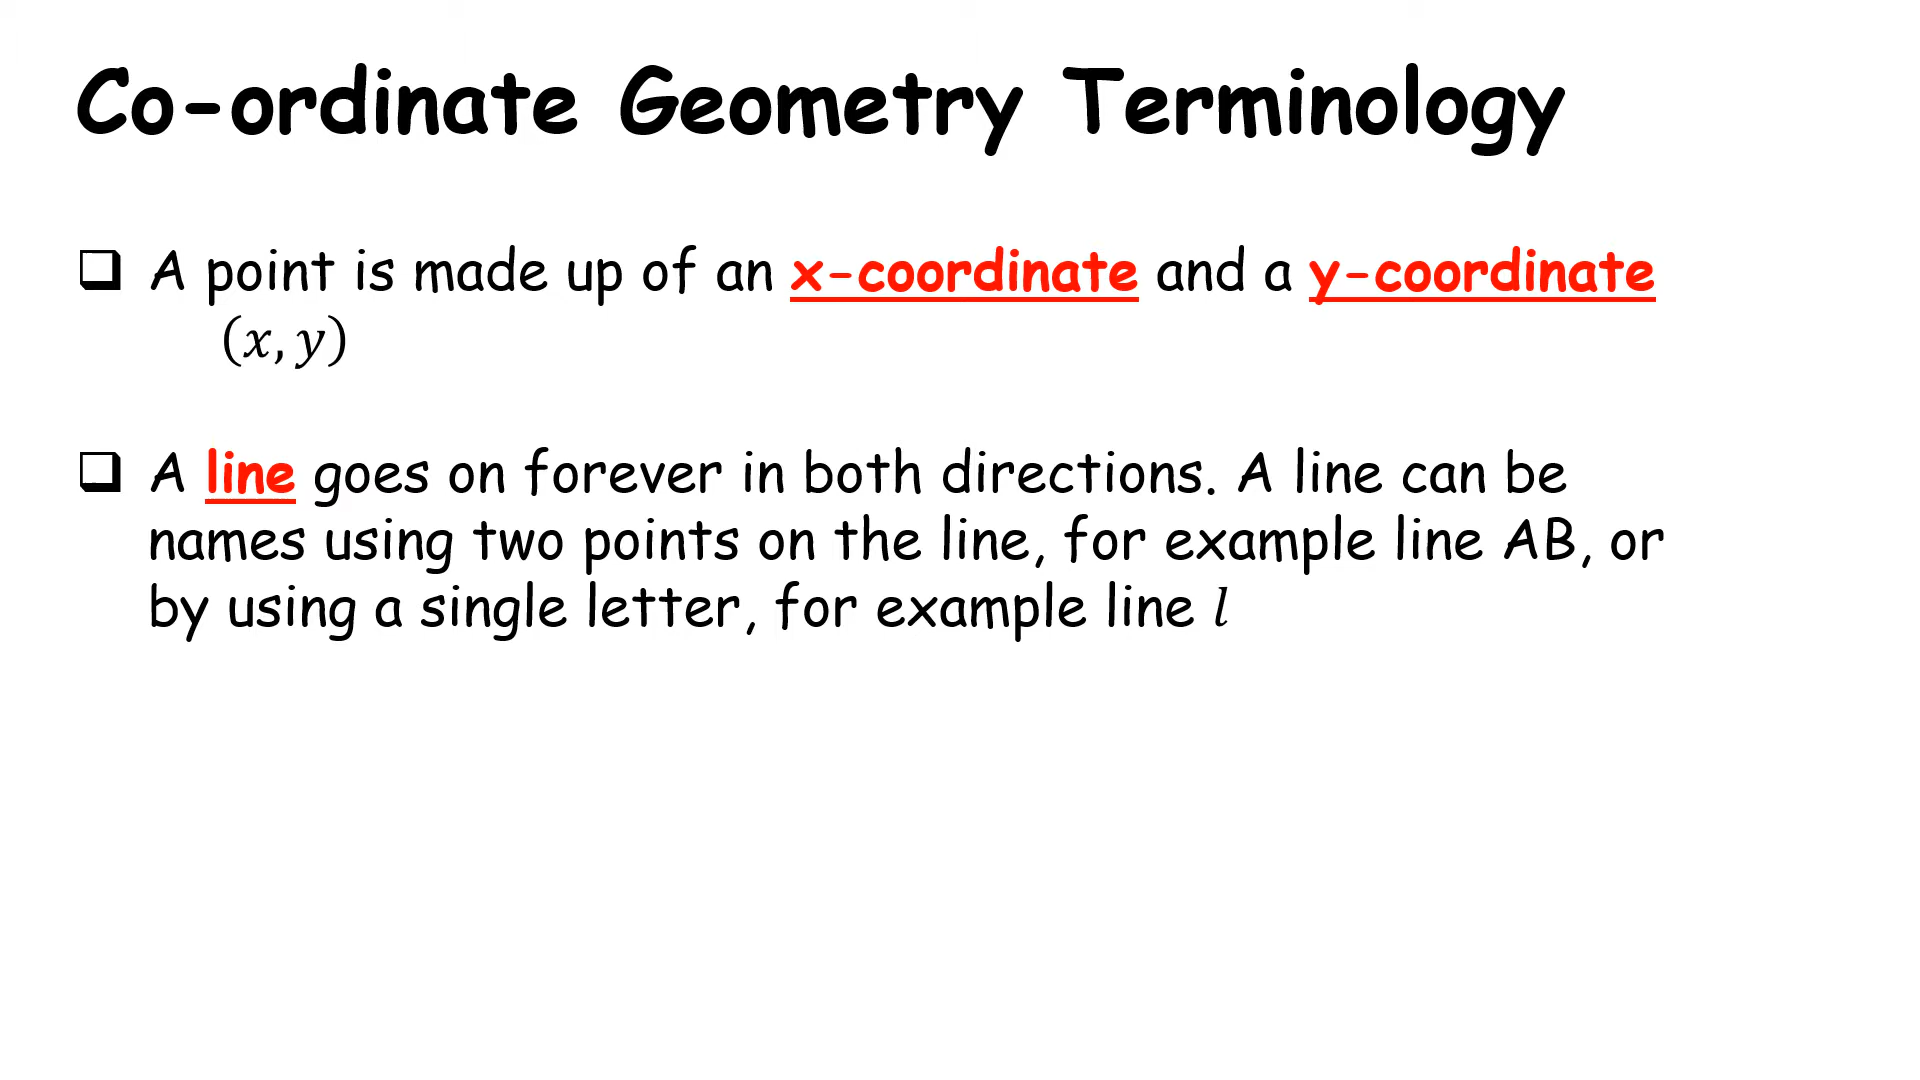 Co-ordinate Geometry Terminology
❑ A point is made up of an x-coordinate and a y-coordinate
(x, y)
❑ A line goes on forever in both directions. A line can be
names using two points on the line, for example line AB, or
by using a single letter, for example line l